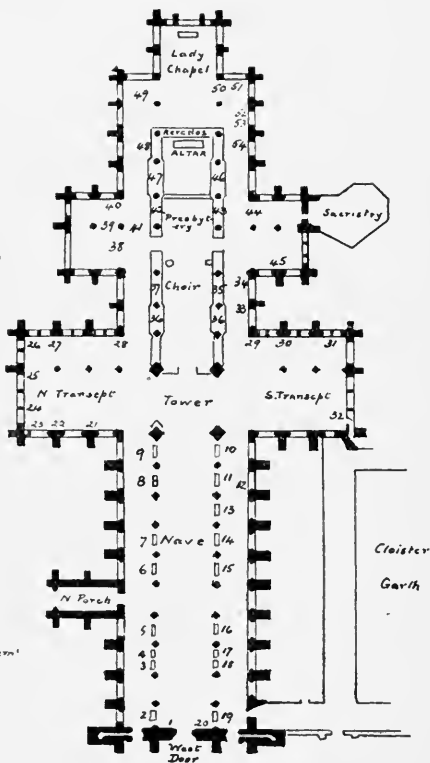 Lady
Chapel
49 50 51
52
53
Reredos
48 ALTAR 54
47 46
40 43 44
Presbyt
39 41 ery Sacristry
38
45
Choir
37 35 34
36 36 33
26 27 28 29 30 31
25
N Transept Tower S. Transept
24 32
23 22 21
9 10
8 11 12
13
7 Nave 14 Cloister
6 15 Garth
N Porch
5 16
4 17
3 18
2 1 20 19
West
Door